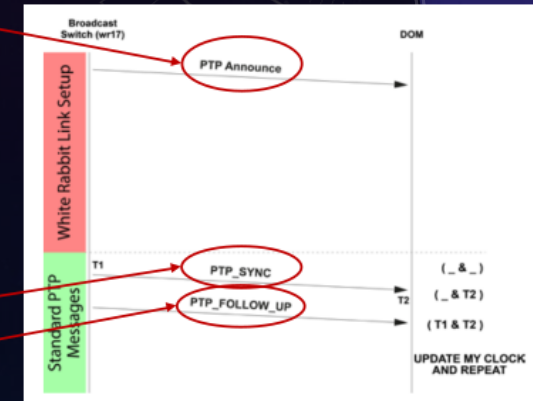 Broadcast
Switch (wr17)
DOM
White Rabbit Link Setup
PTP Announce
Standard PTP
Messages
T1
PTP_SYNC
T2
PTP_FOLLOW_UP
( _ & _ )
( _ & T2 )
( T1 & T2 )
UPDATE MY CLOCK
AND REPEAT